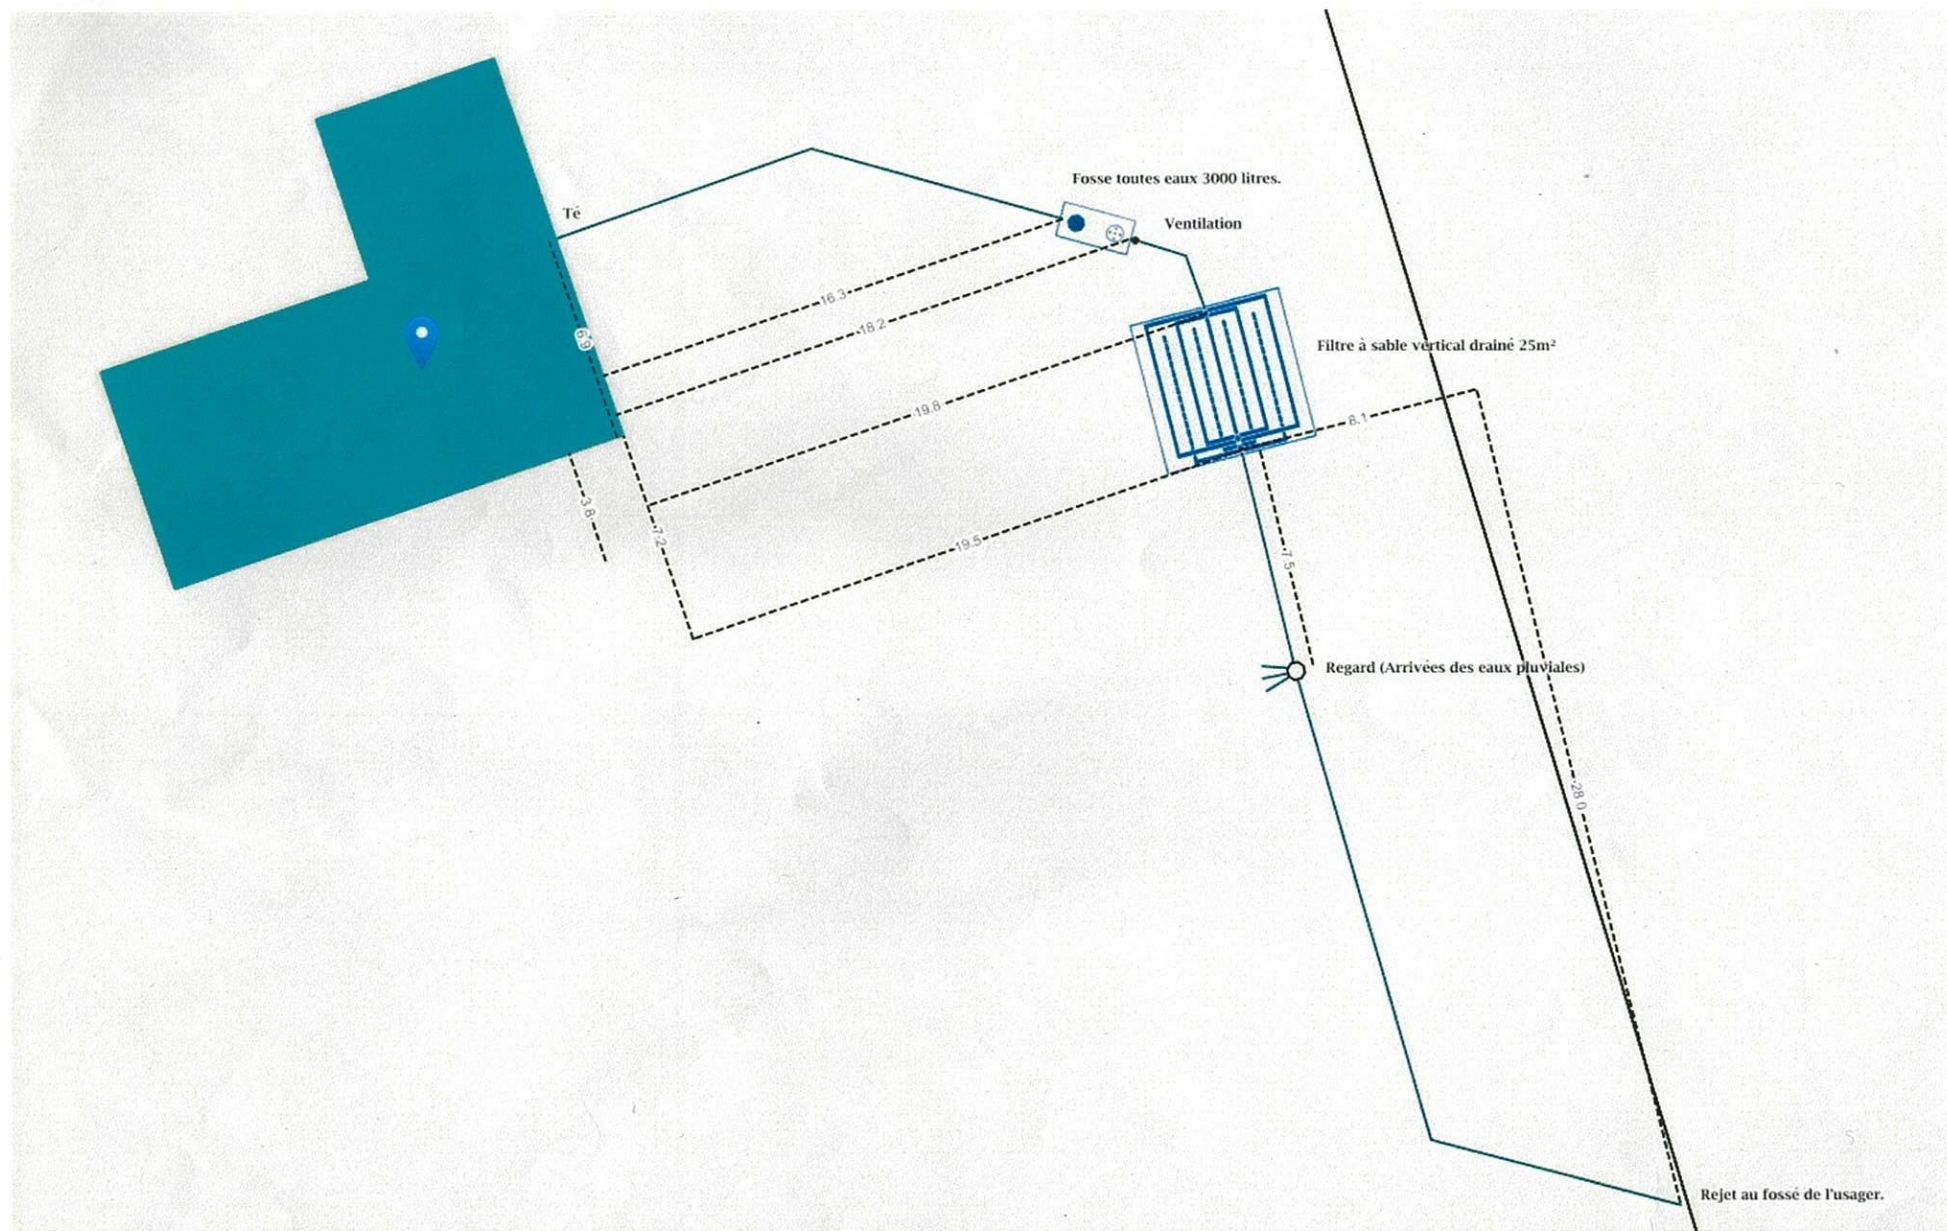 Fosse toutes eaux 3000 litres.
Té
Ventilation
16.3
18.2
6.9
Filtre à sable vertical drainé 25m²
19.8
8.1
3.8
7.2
19.5
7.5
Regard (Arrivées des eaux pluviales)
28.0
Rejet au fossé de l'usager.